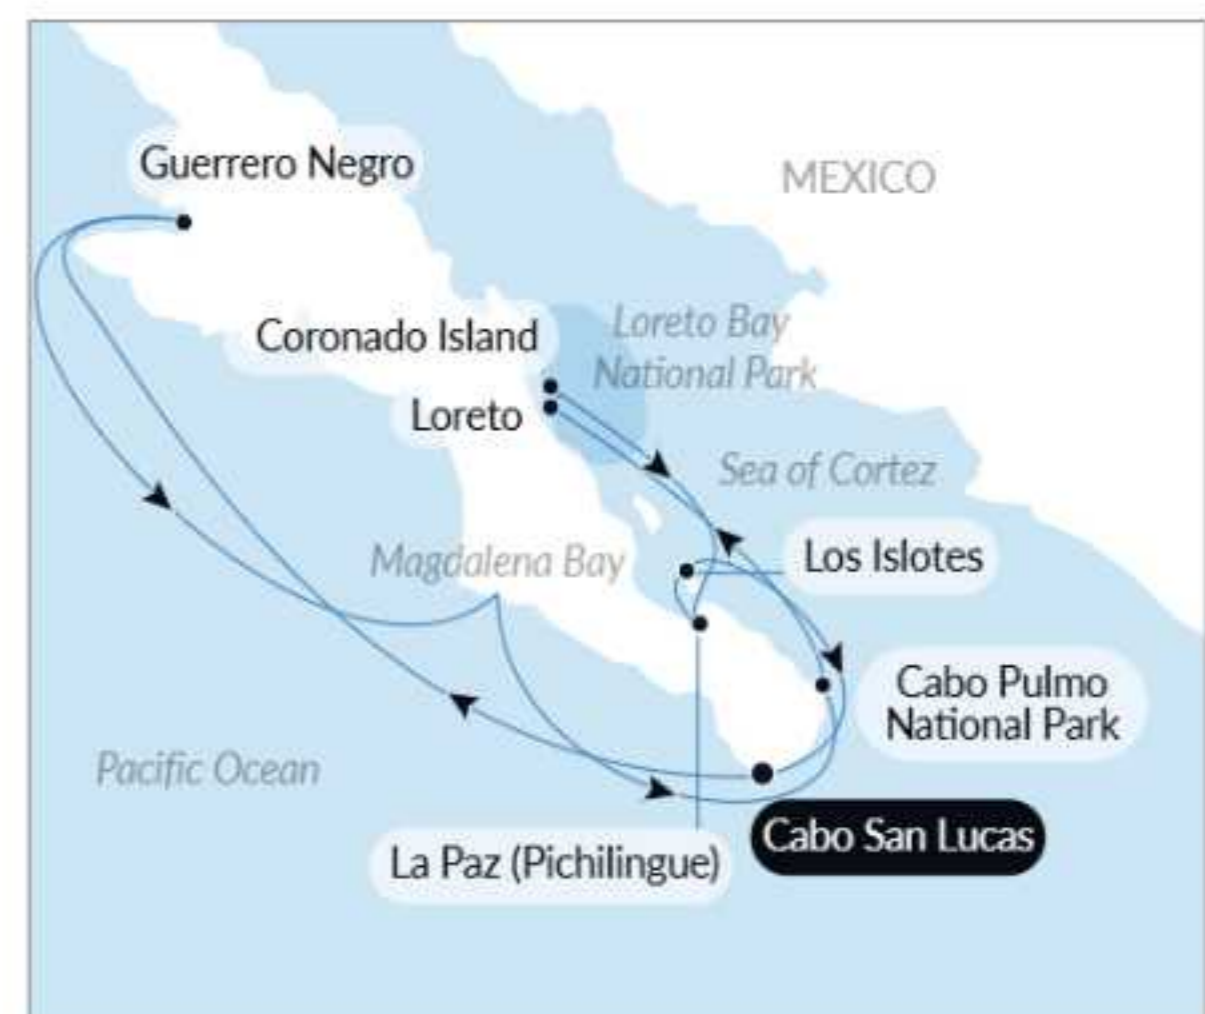 Guerrero Negro
MEXICO
Coronado Island
Loreto Bay
National Park
Loreto
Sea of Cortez
Magdalena Bay
Los Islotes
Cabo Pulmo
National Park
Pacific Ocean
Cabo San Lucas
La Paz (Pichilingue)